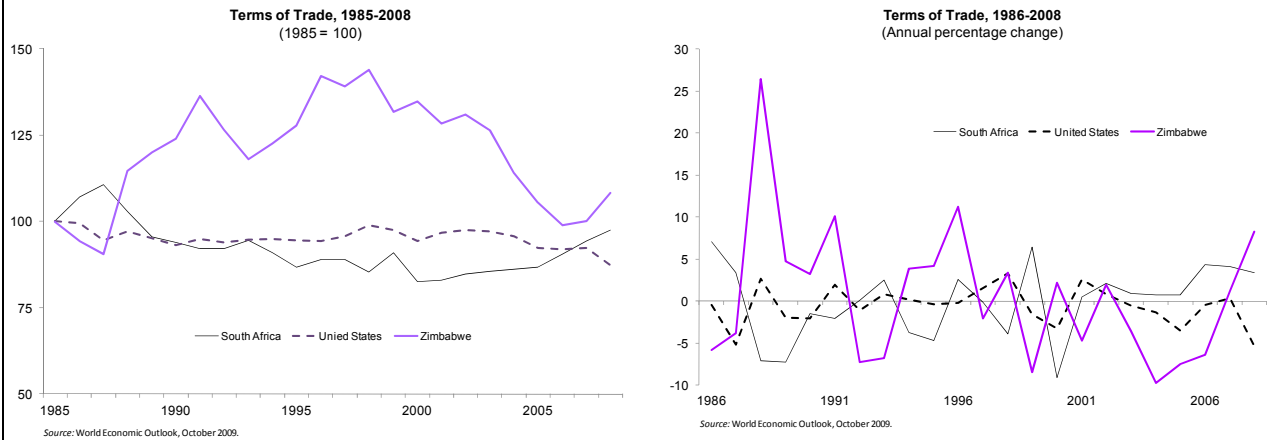 Terms of Trade, 1985-2008
(1985 = 100)
150
125
100
75
50
South Africa
Unied States
Zimbabwe
1985
1990
1995
2000
2005
Source: World Economic Outlook, October 2009.
Terms of Trade, 1986-2008
(Annual percentage change)
30
25
20
15
10
5
0
-5
-10
South Africa
United States
Zimbabwe
1986
1991
1996
2001
2006
Source: World Economic Outlook, October 2009.